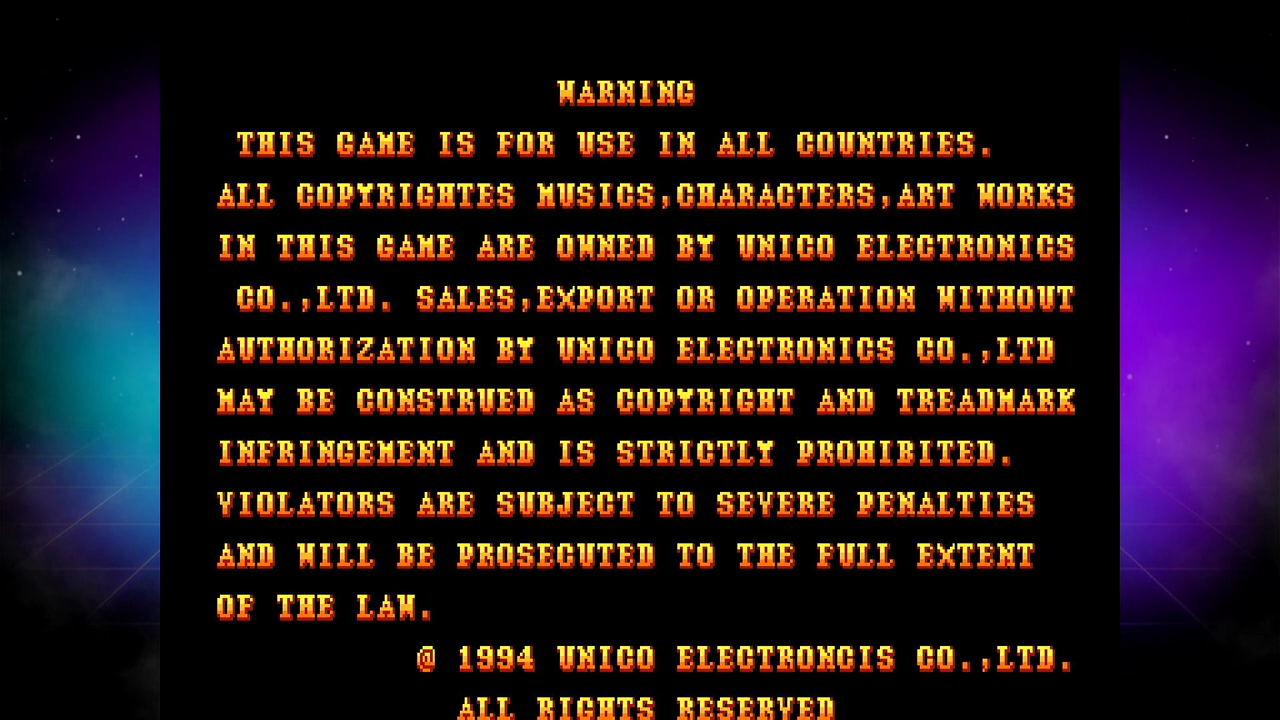 WARNING
THIS GAME IS FOR USE IN ALL COUNTRIES.
ALL COPYRIGHTES MUSICS,CHARACTERS,ART WORKS
IN THIS GAME ARE OWNED BY UNICO ELECTRONICS
CO.,LTD. SALES,EXPORT OR OPERATION WITHOUT
AUTHORIZATION BY UNICO ELECTRONICS CO.,LTD
MAY BE CONSTRUED AS COPYRIGHT AND TREADMARK
INFRINGEMENT AND IS STRICTLY PROHIBITED.
VIOLATORS ARE SUBJECT TO SEVERE PENALTIES
AND WILL BE PROSECUTED TO THE FULL EXTENT
OF THE LAW.
@ 1994 UNICO ELECTRONCIS CO.,LTD.
ALL RIGHTS RESERVED